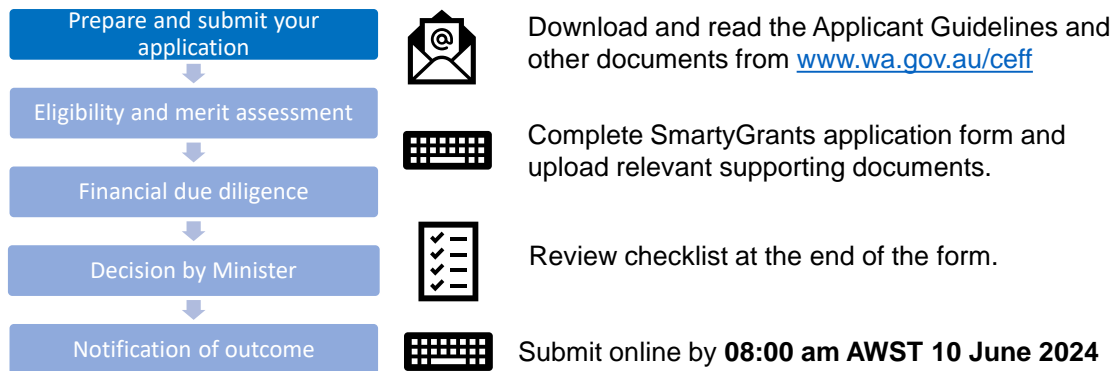 Prepare and submit your
application
Eligibility and merit assessment
Financial due diligence
Decision by Minister
Notification of outcome
@
Download and read the Applicant Guidelines and
other documents from www.wa.gov.au/ceff
Complete SmartyGrants application form and
upload relevant supporting documents.
Review checklist at the end of the form.
Submit online by 08:00 am AWST 10 June 2024